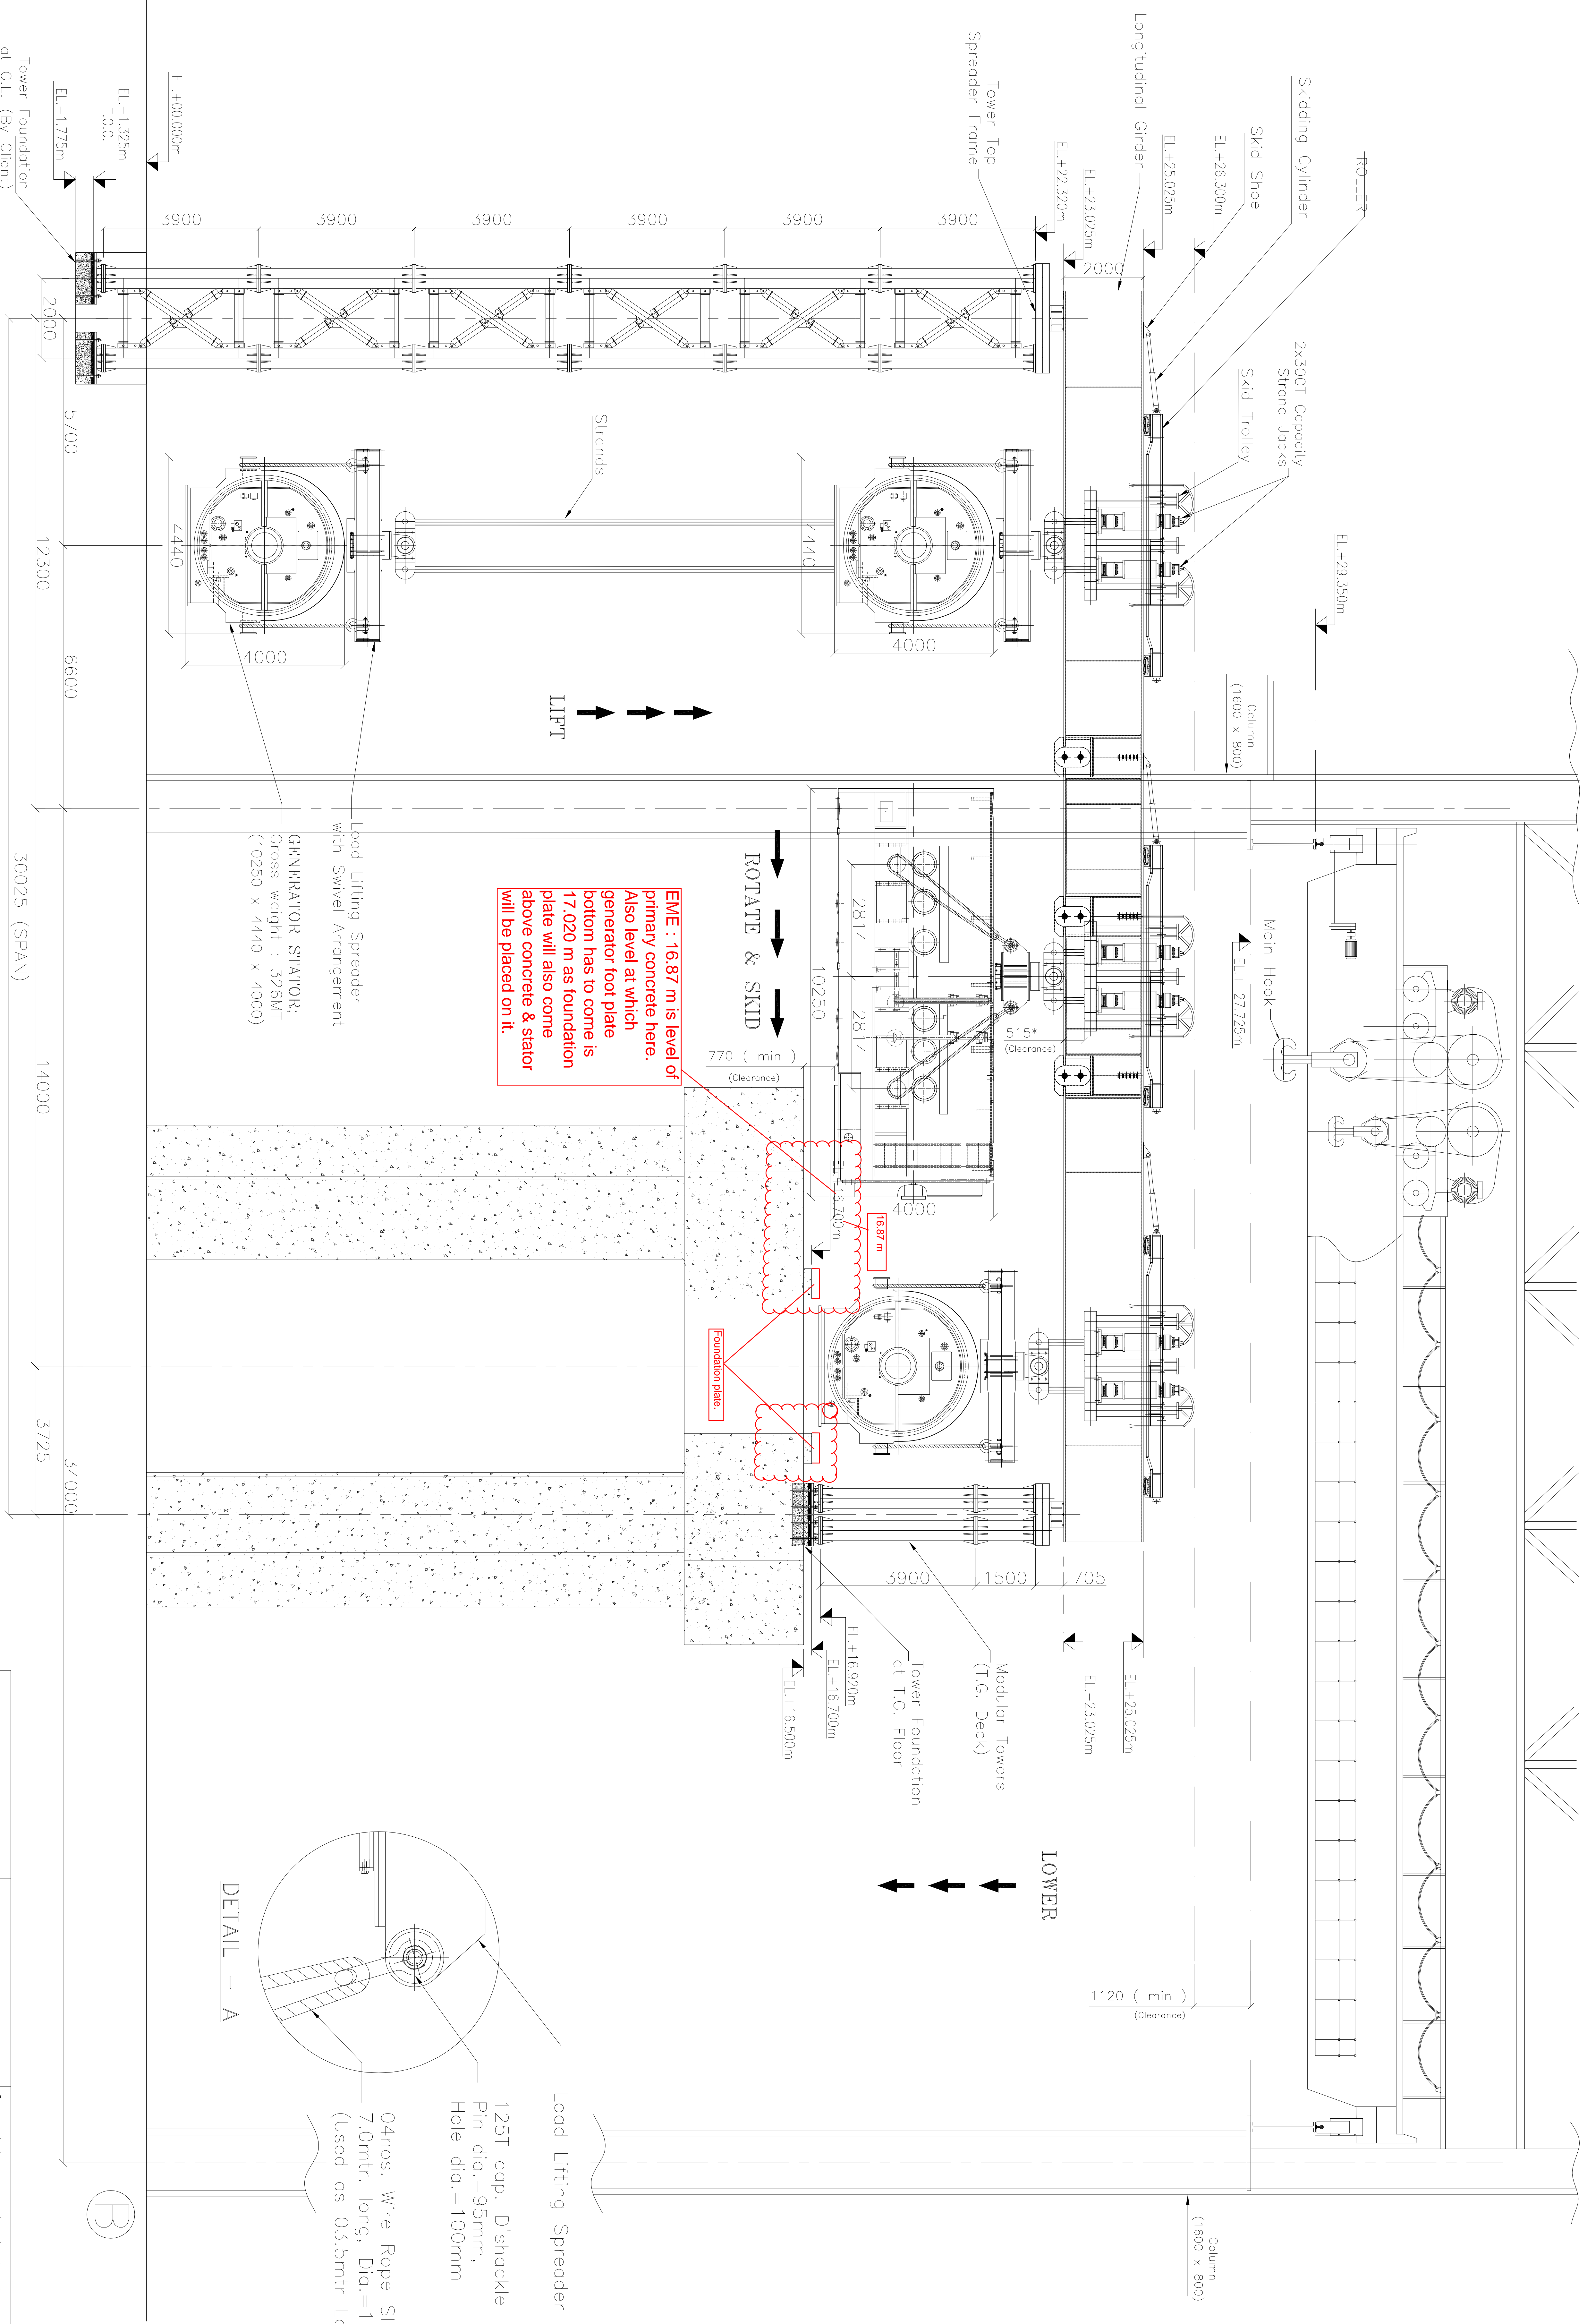 ROLLER
Skidding Cylinder
Skid Shoe
EL.+26.300m
EL.+25.025m
Longitudinal Girder
EL.+23.025m
EL.+22.320m
Tower Top
Spreader Frame
2x300T Capacity
Strand Jacks
Skid Trolley
EL.+29.350m
Column
(1600 x 800)
EL.+ 27.725m
Main Hook
2000
3900
3900
3900
3900
3900
3900
EL.+00.000m
EL.-1.325m
T.O.C.
EL.-1.775m
Tower Foundation
at G.L. (By Client)
Strands
4440
4000
4440
4000
LIFT
Load Lifting Spreader
with Swivel Arrangement
GENERATOR STATOR;
Gross weight : 326MT
(10250 x 4440 x 4000)
ROTATE & SKID
2814
2814
10250
515*
(Clearance)
770 ( min )
(Clearance)
4000
16.700m
16.87 m
EME : 16.87 m is level of
primary concrete here.
Also level at which
generator foot plate
bottom has to come is
17.020 m as foundation
plate will also come
above concrete & stator
will be placed on it.
Foundation plate.
3900
1500
705
EL.+25.025m
EL.+23.025m
Modular Towers
(T.G. Deck)
Tower Foundation
at T.G. Floor
EL.+16.920m
EL.+16.700m
EL.+16.500m
LOWER
1120 ( min )
(Clearance)
Column
(1600 x 800)
Load Lifting Spreader
125T cap. D'shackle
Pin dia.=95mm,
Hole dia.=100mm
04nos. Wire Rope
7.0mtr. long,
(Used as 03.5mtr
DETAIL - A
B
2000
5700
6600
12300
14000
3725
34000
30025 (SPAN)